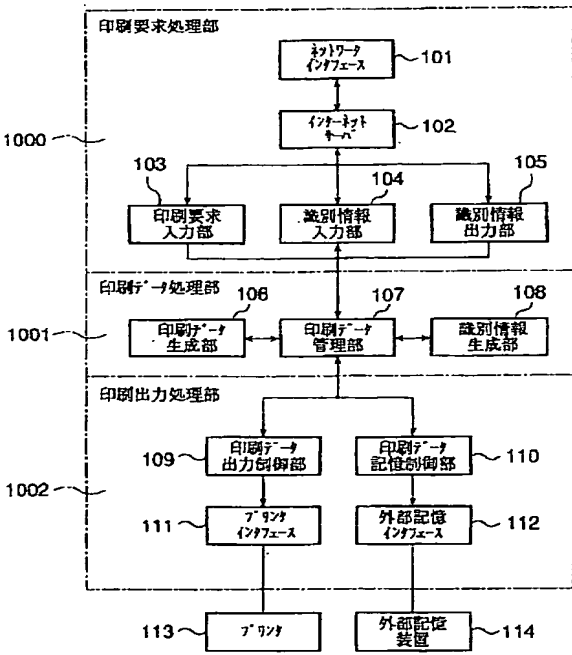 印刷要求処理部
ネットワーク
インタフェース
101
インターネット
サーバ
102
1000
103
104
105
印刷要求
入力部
識別情報
入力部
識別情報
出力部
印刷データ処理部
106
107
108
1001
印刷データ
生成部
印刷データ
管理部
識別情報
生成部
印刷出力処理部
109
印刷データ
出力制御部
印刷データ
記憶制御部
110
1002
111
プリンタ
インタフェース
外部記憶
インタフェース
112
113
プリンタ
外部記憶
装置
114